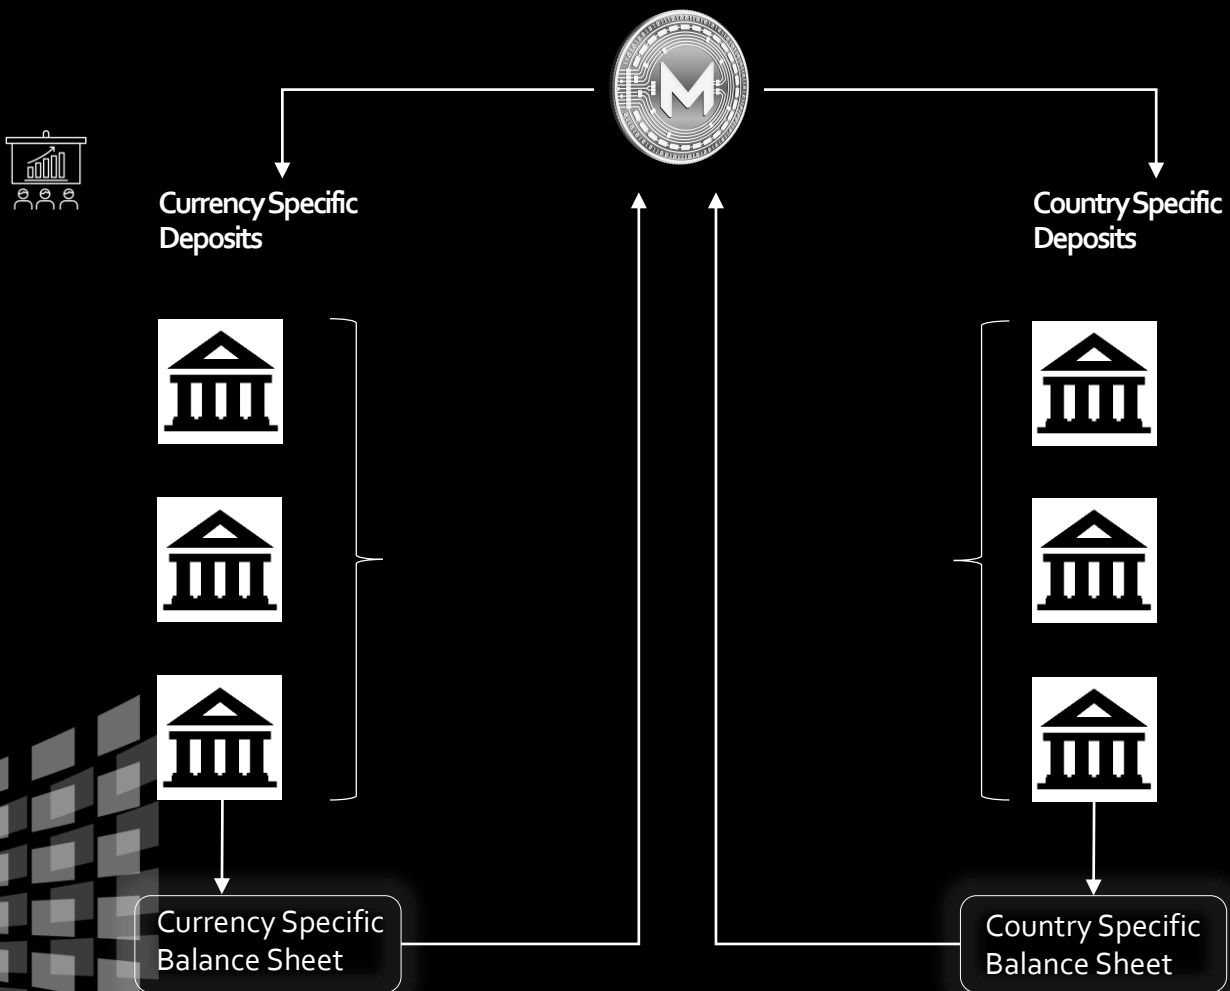 M
Currency Specific
Deposits
Country Specific
Deposits
Currency Specific
Balance Sheet
Country Specific
Balance Sheet